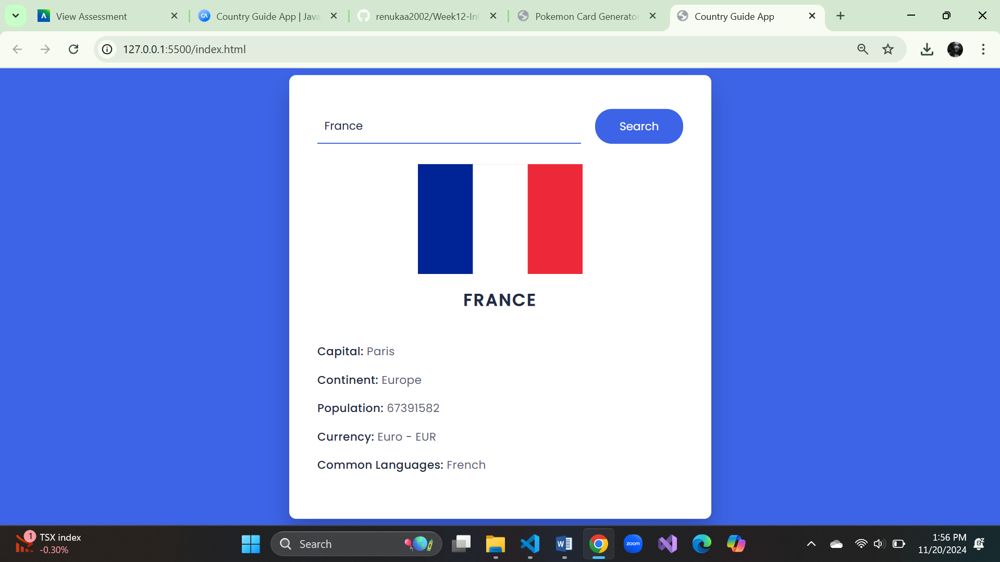 View Assessment
Country Guide App | Java
renukaa2002/Week12-In
Pokemon Card Generator
Country Guide App
127.0.0.1:5500/index.html
France
Search
FRANCE
Capital: Paris
Continent: Europe
Population: 67391582
Currency: Euro - EUR
Common Languages: French
1
TSX index
-0.30%
Search
W
zoom
1:56 PM
11/20/2024